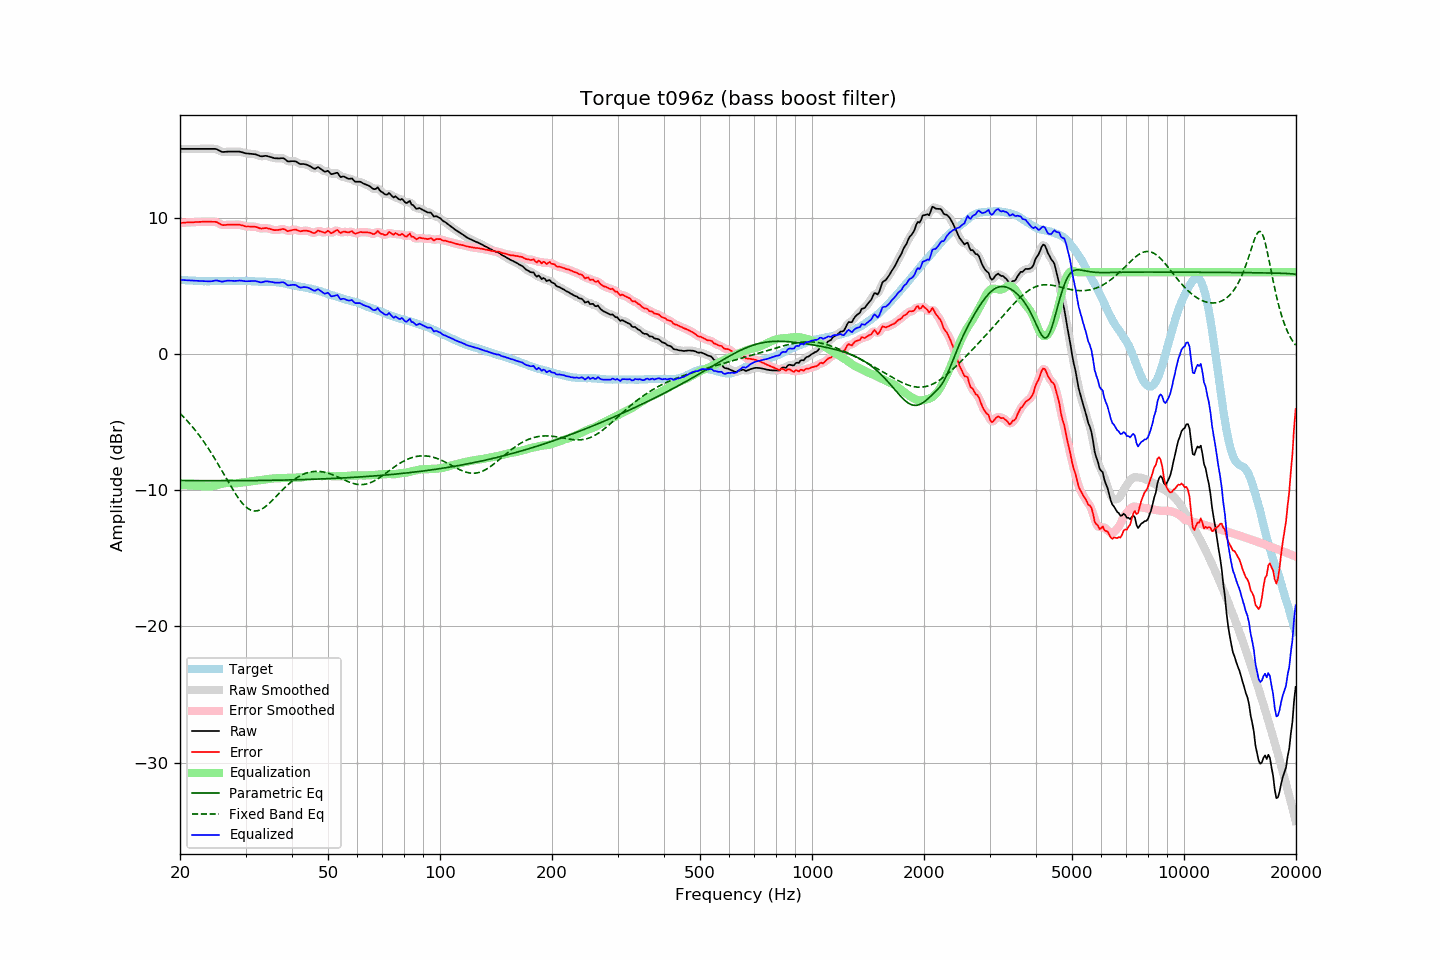 Torque t096z (bass boost filter)
Amplitude (dBr)
10
0
−10
−20
−30
Target
Raw Smoothed
Error Smoothed
Raw
Error
Equalization
Parametric Eq
Fixed Band Eq
Equalized
20 50 100 200 500 1000 2000 5000 10000 20000
Frequency (Hz)